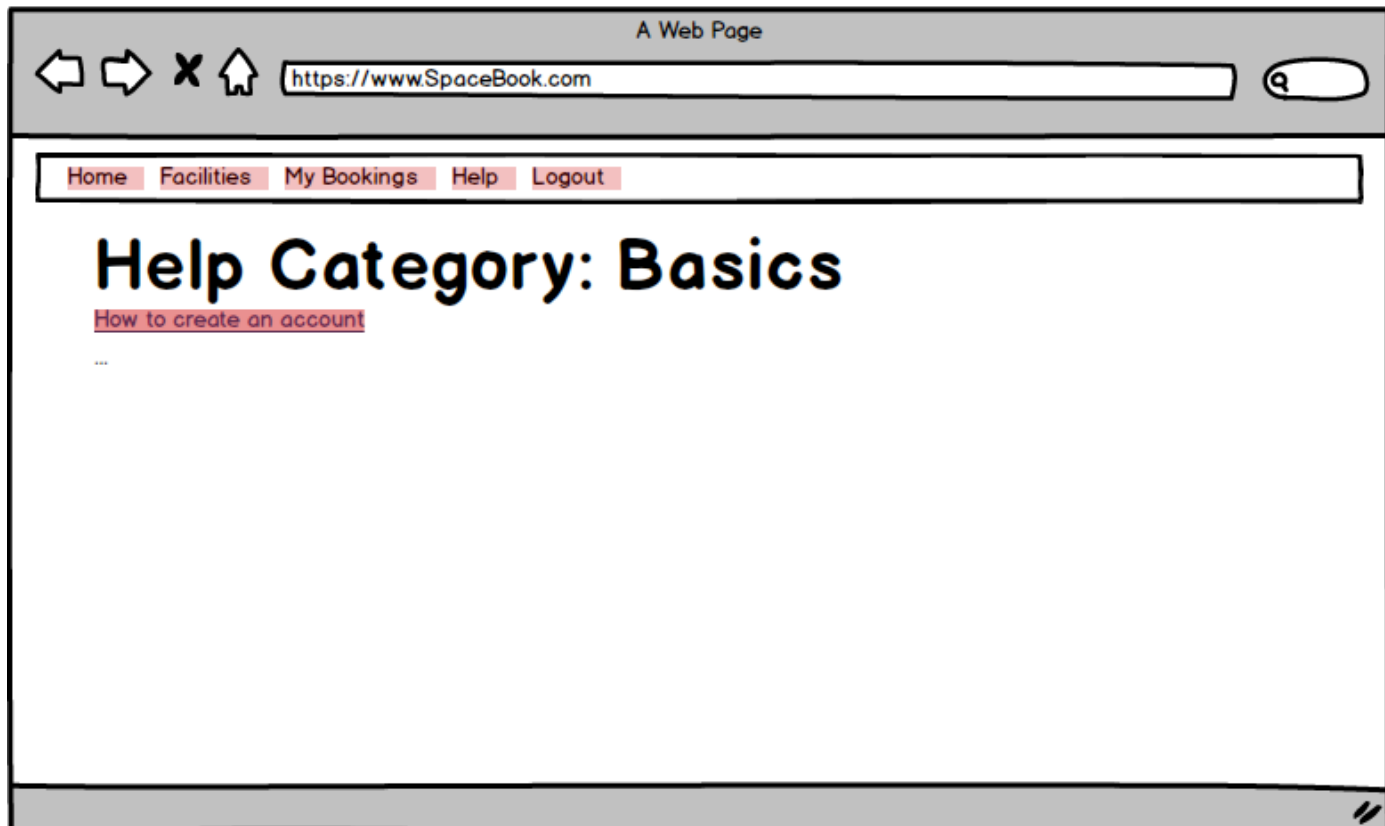 A Web Page
https://www.SpaceBook.com
Home Facilities My Bookings Help Logout
Help Category: Basics
How to create an account
...